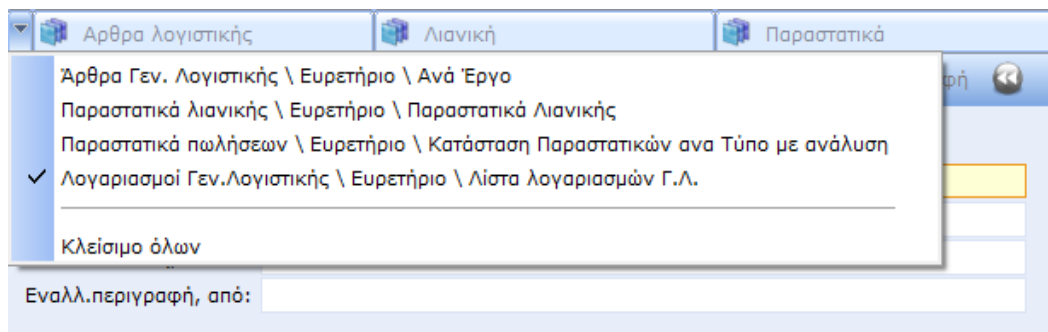 Αρθρα λογιστικής Λιανική Παραστατικά
Άρθρα Γεν. Λογιστικής \ Ευρετήριο \ Ανά Έργο
φή
Παραστατικά λιανικής \ Ευρετήριο \ Παραστατικά Λιανικής
Παραστατικά πωλήσεων \ Ευρετήριο \ Κατάσταση Παραστατικών ανα Τύπο με ανάλυση
Λογαριασμοί Γεν.Λογιστικής \ Ευρετήριο \ Λίστα λογαριασμών Γ.Λ.
Κλείσιμο όλων
Εναλλ.περιγραφή, από: